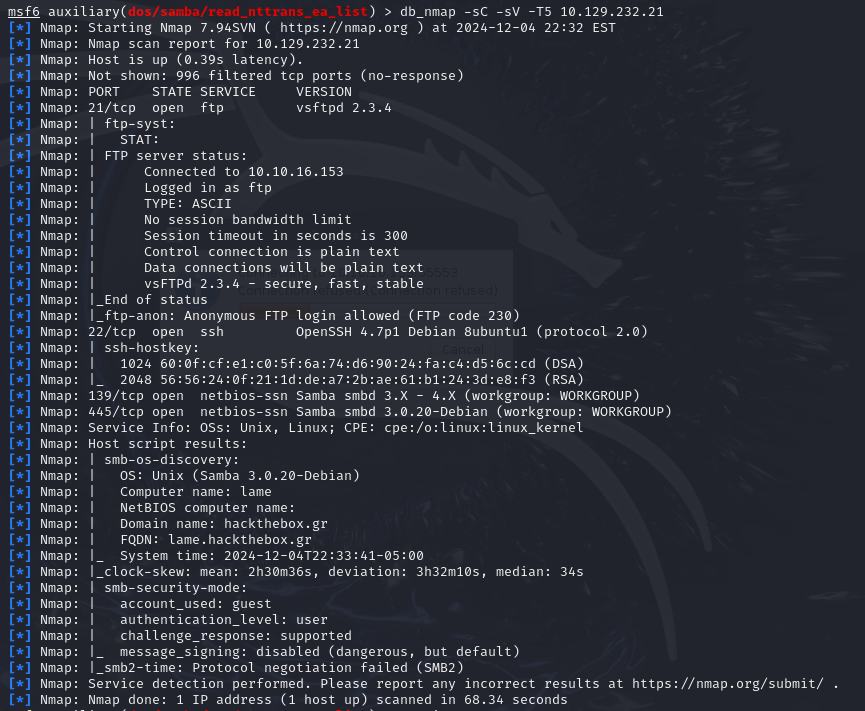 msf6 auxiliary(dos/samba/read_nttrans_ea_list) > db_nmap -sC -sV -T5 10.129.232.21
[*] Nmap: Starting Nmap 7.94SVN ( https://nmap.org ) at 2024-12-04 22:32 EST
[*] Nmap: Nmap scan report for 10.129.232.21
[*] Nmap: Host is up (0.39s latency).
[*] Nmap: Not shown: 996 filtered tcp ports (no-response)
[*] Nmap: PORT    STATE SERVICE     VERSION
[*] Nmap: 21/tcp  open  ftp         vsftpd 2.3.4
[*] Nmap: | ftp-syst:
[*] Nmap: |   STAT:
[*] Nmap: | FTP server status:
[*] Nmap: |      Connected to 10.10.16.153
[*] Nmap: |      Logged in as ftp
[*] Nmap: |      TYPE: ASCII
[*] Nmap: |      No session bandwidth limit
[*] Nmap: |      Session timeout in seconds is 300
[*] Nmap: |      Control connection is plain text
[*] Nmap: |      Data connections will be plain text
[*] Nmap: |      vsFTPd 2.3.4 - secure, fast, stable
[*] Nmap: |_End of status
[*] Nmap: |_ftp-anon: Anonymous FTP login allowed (FTP code 230)
[*] Nmap: 22/tcp  open  ssh         OpenSSH 4.7p1 Debian 8ubuntu1 (protocol 2.0)
[*] Nmap: | ssh-hostkey:
[*] Nmap: |   1024 60:0f:cf:e1:c0:5f:6a:74:d6:90:24:fa:c4:d5:6c:cd (DSA)
[*] Nmap: |_  2048 56:56:24:0f:21:1d:de:a7:2b:ae:61:b1:24:3d:e8:f3 (RSA)
[*] Nmap: 139/tcp open  netbios-ssn Samba smbd 3.X - 4.X (workgroup: WORKGROUP)
[*] Nmap: 445/tcp open  netbios-ssn Samba smbd 3.0.20-Debian (workgroup: WORKGROUP)
[*] Nmap: Service Info: OSs: Unix, Linux; CPE: cpe:/o:linux:linux_kernel
[*] Nmap: Host script results:
[*] Nmap: | smb-os-discovery:
[*] Nmap: |   OS: Unix (Samba 3.0.20-Debian)
[*] Nmap: |   Computer name: lame
[*] Nmap: |   NetBIOS computer name:
[*] Nmap: |   Domain name: hackthebox.gr
[*] Nmap: |   FQDN: lame.hackthebox.gr
[*] Nmap: |_  System time: 2024-12-04T22:33:41-05:00
[*] Nmap: |_clock-skew: mean: 2h30m36s, deviation: 3h32m10s, median: 34s
[*] Nmap: | smb-security-mode:
[*] Nmap: |   account_used: guest
[*] Nmap: |   authentication_level: user
[*] Nmap: |   challenge_response: supported
[*] Nmap: |_  message_signing: disabled (dangerous, but default)
[*] Nmap: |_smb2-time: Protocol negotiation failed (SMB2)
[*] Nmap: Service detection performed. Please report any incorrect results at https://nmap.org/submit/ .
[*] Nmap: Nmap done: 1 IP address (1 host up) scanned in 68.34 seconds